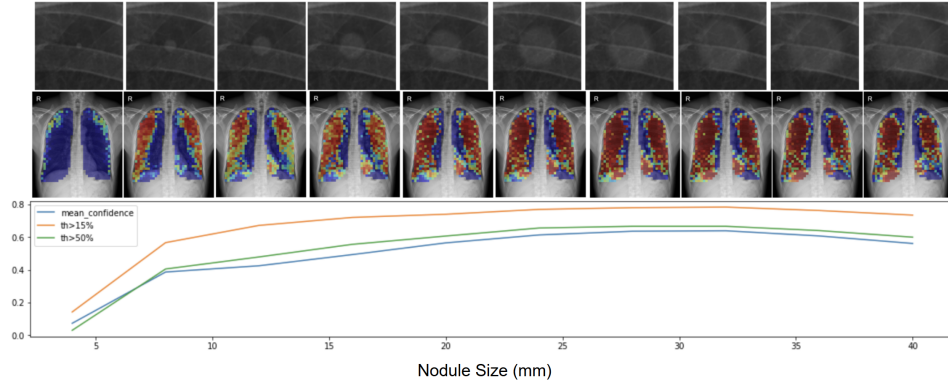 R R R R R R R R R R
0.8
mean_confidence
th>15%
0.6
th>50%
0.4
0.2
0.0
5 10 15 20 25 30 35 40
Nodule Size (mm)